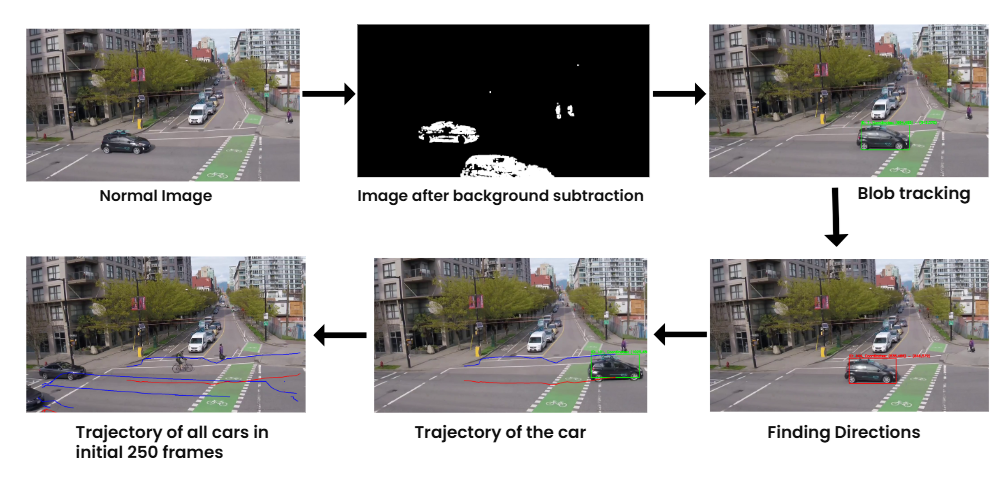 Normal Image
Image after background subtraction
Blob tracking
Trajectory of all cars in
initial 250 frames
Trajectory of the car
Finding Directions